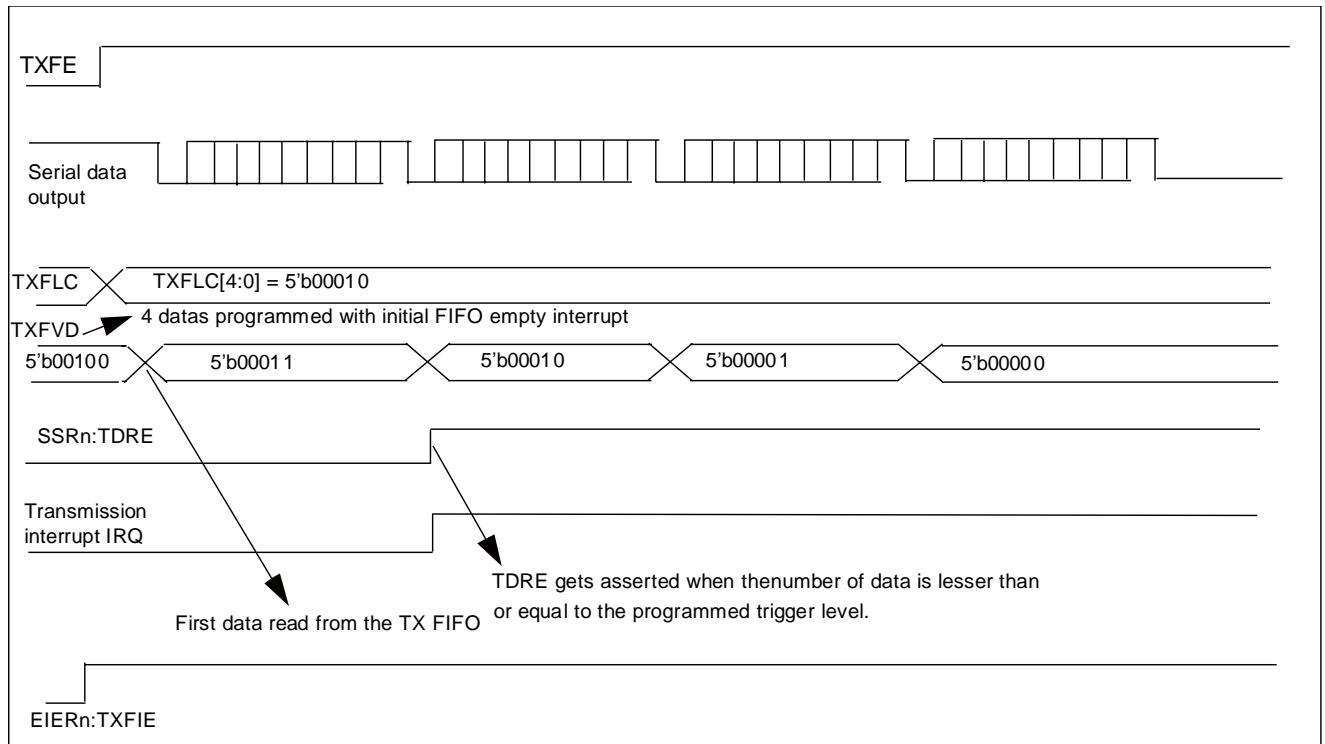 TXFE
Serial data
output
TXFLC
TXFLC[4:0] = 5'b00010
4 datas programmed with initial FIFO empty interrupt
TXFVD
5'b00100
5'b00011
5'b00010
5'b00001
5'b00000
SSRn:TDRE
Transmission
interrupt IRQ
TDRE gets asserted when thenumber of data is lesser than
or equal to the programmed trigger level.
First data read from the TX FIFO
EIERn:TXFIE